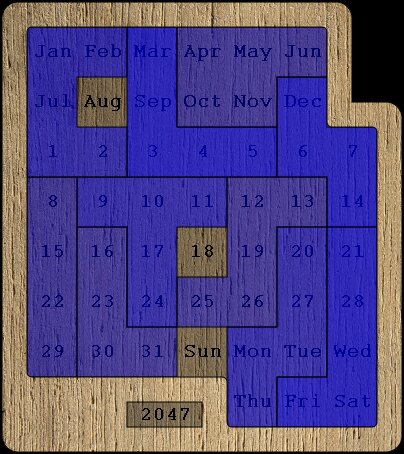 Jan Feb Mar Apr May Jun
Jul Aug Sep Oct Nov Dec
1 2 3 4 5 6 7
8 9 10 11 12 13 14
15 16 17 18 19 20 21
22 23 24 25 26 27 28
29 30 31 Sun Mon Tue Wed
Thu Fri Sat
2047